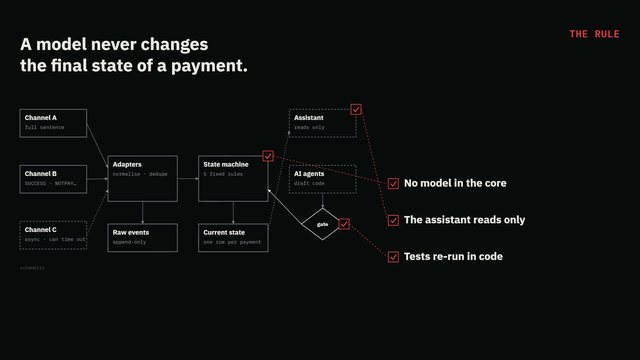 THE RULE
A model never changes
the final state of a payment.
Channel A
full sentence
Channel B
SUCCESS · NOTPAY…
Channel C
async · can time out
Adapters
normalise · dedupe
Raw events
append-only
State machine
5 fixed rules
Current state
one row per payment
Assistant
reads only
AI agents
draft code
gate
No model in the core
The assistant reads only
Tests re-run in code
schematic